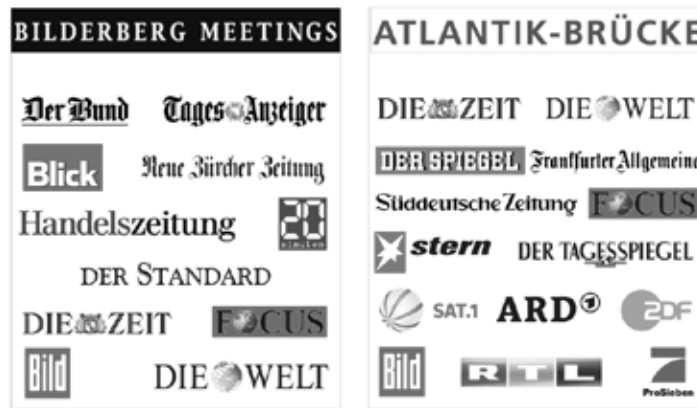 BILDERBERG MEETINGS
Der Bund Tages Anzeiger
Blick Neue Zürcher Zeitung
Handelszeitung 20 minuten
DER STANDARD
DIE ZEIT FOCUS
Bild DIE WELT
ATLANTIK-BRÜCKE
DIE ZEIT DIE WELT
DER SPIEGEL Frankfurter Allgemeine
Süddeutsche Zeitung FOCUS
stern DER TAGESSPIEGEL
SAT.1 ARD® ZDF
Bild RTL 7
ProSieben